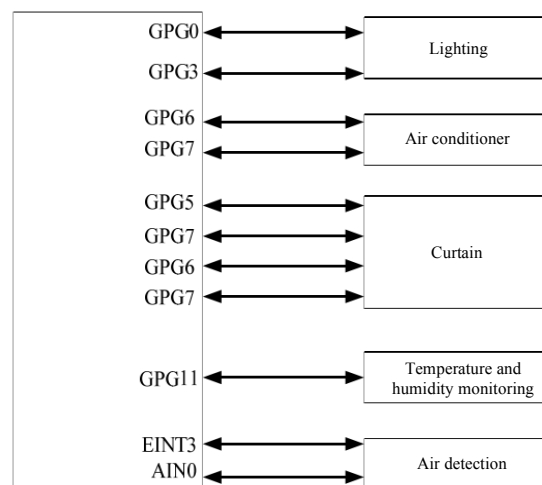 GPG0
GPG3
Lighting
GPG6
GPG7
Air conditioner
GPG5
GPG7
GPG6
GPG7
Curtain
GPG11
Temperature and
humidity monitoring
EINT3
AIN0
Air detection